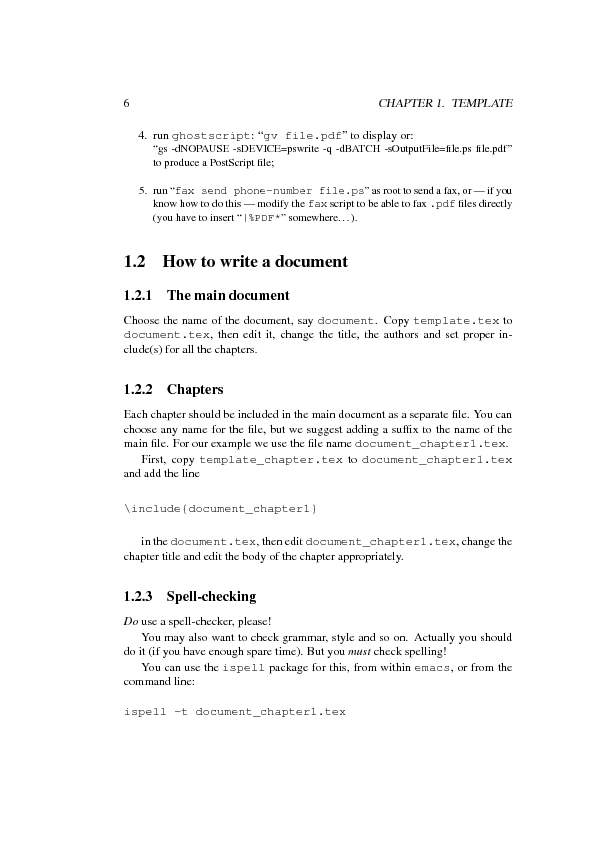 6 CHAPTER 1. TEMPLATE
4. run ghostscript: “gv file.pdf” to display or:
“gs -dNOPAUSE -sDEVICE=pswrite -q -dBATCH -sOutputFile=file.ps file.pdf”
to produce a PostScript file;
5. run “fax send phone-number file.ps” as root to send a fax, or — if you
know how to do this — modify the fax script to be able to fax .pdf files directly
(you have to insert “|%PDF*” somewhere...).
1.2 How to write a document
1.2.1 The main document
Choose the name of the document, say document. Copy template.tex to
document.tex, then edit it, change the title, the authors and set proper in-
clude(s) for all the chapters.
1.2.2 Chapters
Each chapter should be included in the main document as a separate file. You can
choose any name for the file, but we suggest adding a suffix to the name of the
main file. For our example we use the file name document_chapter1.tex.
First, copy template_chapter.tex to document_chapter1.tex
and add the line
\include{document_chapter1}
in the document.tex, then edit document_chapter1.tex, change the
chapter title and edit the body of the chapter appropriately.
1.2.3 Spell-checking
Do use a spell-checker, please!
You may also want to check grammar, style and so on. Actually you should
do it (if you have enough spare time). But you must check spelling!
You can use the ispell package for this, from within emacs, or from the
command line:
ispell -t document_chapter1.tex